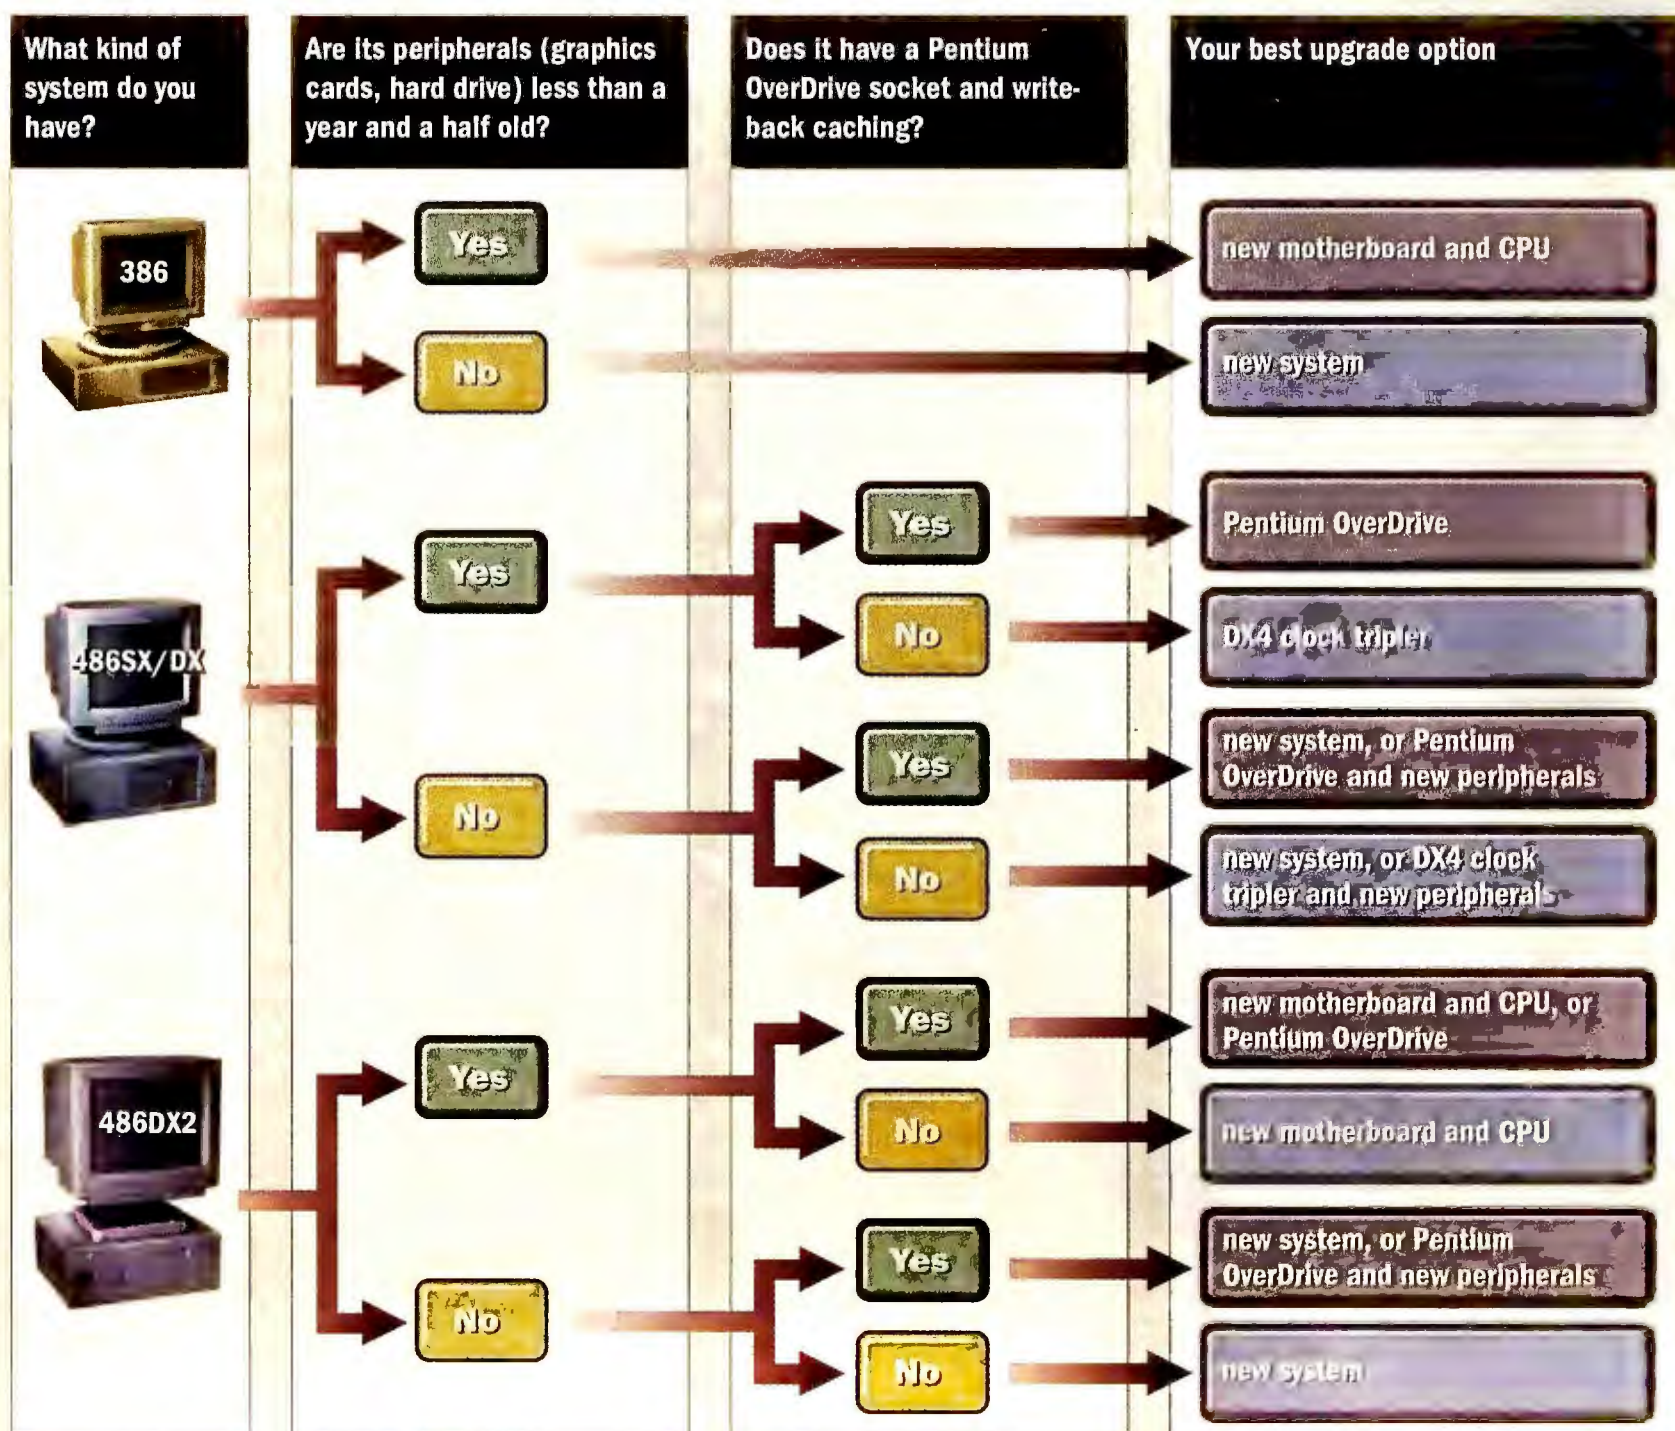 What kind of
system do you
have?
Are its peripherals (graphics
cards, hard drive) less than a
year and a half old?
Does it have a Pentium
OverDrive socket and write-
back caching?
Your best upgrade option
386
Yes
new motherboard and CPU
No
new system
486SX/DX
Yes
Yes
Pentium OverDrive
No
DX4 clock tripler
No
Yes
new system, or Pentium
OverDrive and new peripherals
No
new system, or DX4 clock
tripler and new peripherals
486DX2
Yes
Yes
new motherboard and CPU, or
Pentium OverDrive
No
new motherboard and CPU
No
Yes
new system, or Pentium
OverDrive and new peripherals
No
new system